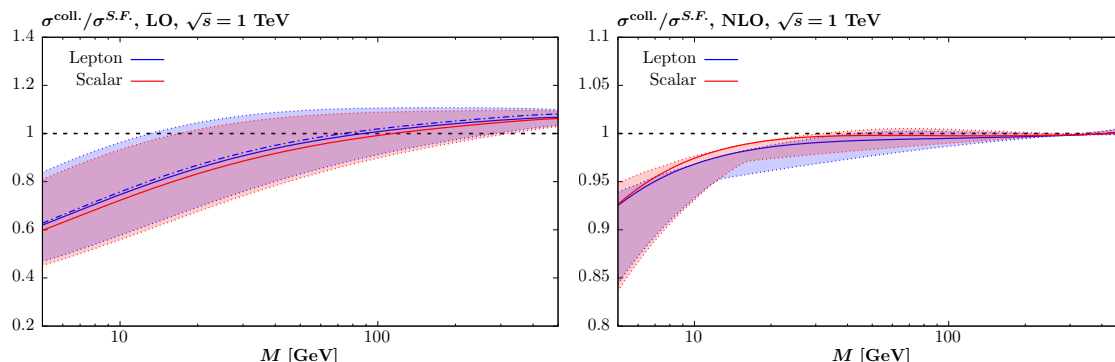 σ^coll./σ^S.F., LO, √s = 1 TeV
1.4
1.2
1
0.8
0.6
0.4
0.2
Lepton
Scalar
10
100
M [GeV]
σ^coll./σ^S.F., NLO, √s = 1 TeV
1.1
1.05
1
0.95
0.9
0.85
0.8
Lepton
Scalar
10
100
M [GeV]